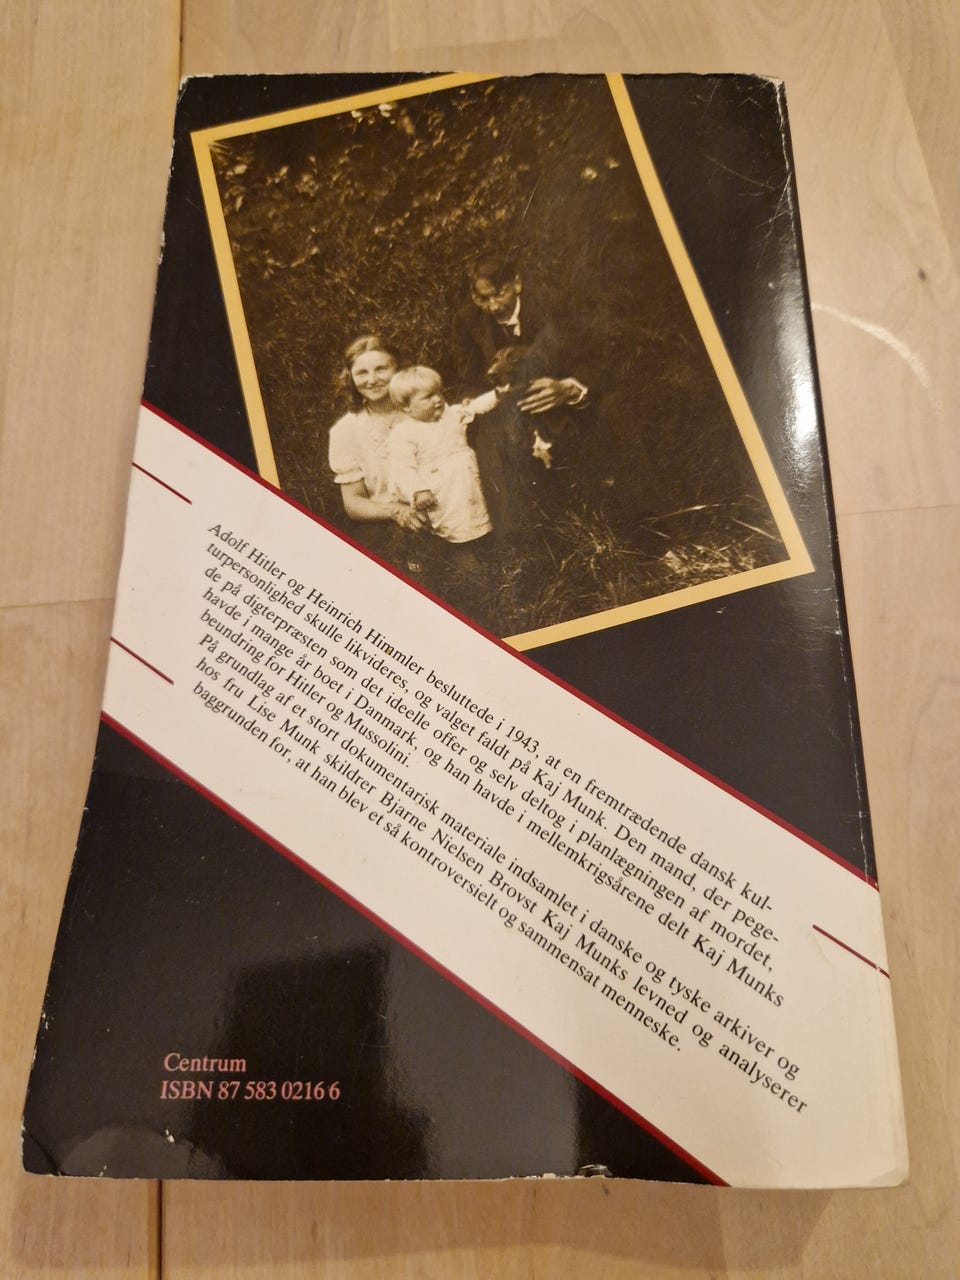 Adolf Hitler og Heinrich Himmler besluttede i 1943, at en fremtrædende dansk kul-
turpersonlighed skulle likvideres, og valget faldt på Kaj Munk. Den mand, der pege-
de på digterpræsten som det ideelle offer og selv deltog i planlægningen af mordet,
havde i mange år boet i Danmark, og han havde i mellemkrigsårene delt Kaj Munks
beundring for Hitler og Mussolini.
På grundlag af et stort dokumentarisk materiale indsamlet i danske og tyske arkiver og
hos fru Lise Munk skildrer Bjarne Nielsen Brovst Kaj Munks levned og analyserer
baggrunden for, at han blev et så kontroversielt og sammensat menneske.
Centrum
ISBN 87 583 0216 6